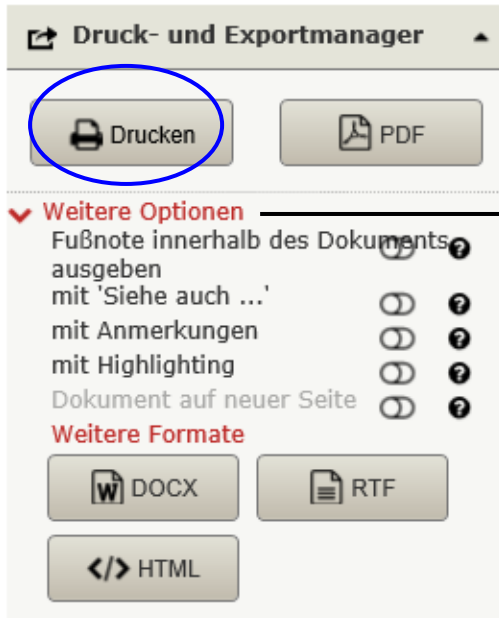 Druck- und Exportmanager
Drucken
PDF
Weitere Optionen
Fußnote innerhalb des Dokuments
ausgeben
mit 'Siehe auch ...'
mit Anmerkungen
mit Highlighting
Dokument auf neuer Seite
Weitere Formate
DOCX
RTF
</> HTML